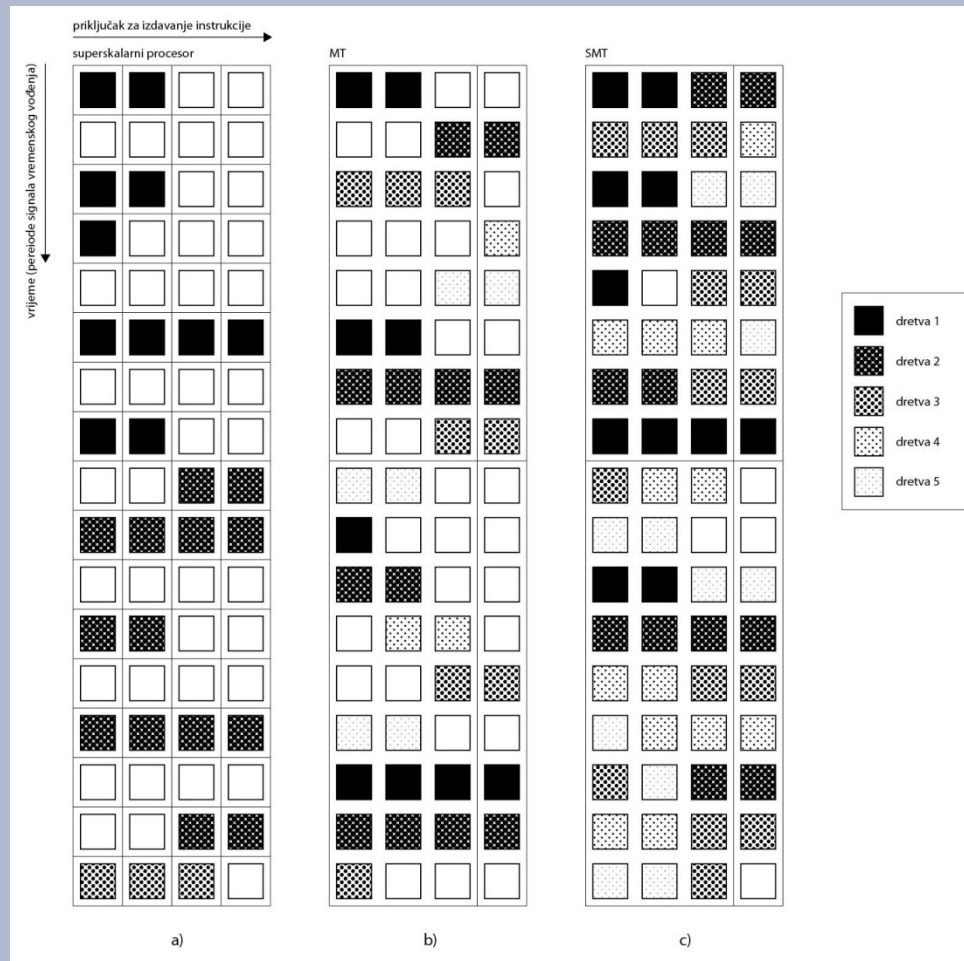 priključak za izdavanje instrukcije
superskalarni procesor
MT
SMT
vrijeme (pereiode signala vremenskog vođenja)
dretva 1
dretva 2
dretva 3
dretva 4
dretva 5
a)
b)
c)